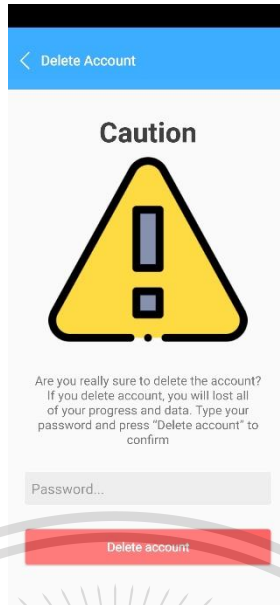 Delete Account
Caution
Are you really sure to delete the account?
If you delete account, you will lost all
of your progress and data. Type your
password and press “Delete account” to
confirm
Password...
Delete account